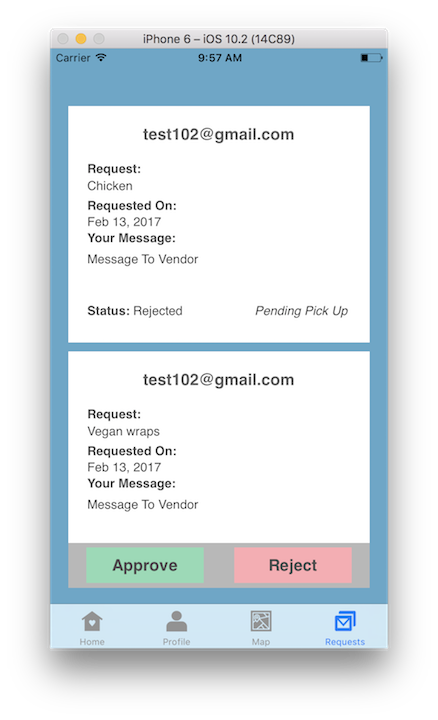 iPhone 6 – iOS 10.2 (14C89)
Carrier 9:57 AM
test102@gmail.com
Request:
Chicken
Requested On:
Feb 13, 2017
Your Message:
Message To Vendor
Status: Rejected Pending Pick Up
test102@gmail.com
Request:
Vegan wraps
Requested On:
Feb 13, 2017
Your Message:
Message To Vendor
Approve Reject
Home Profile Map Requests